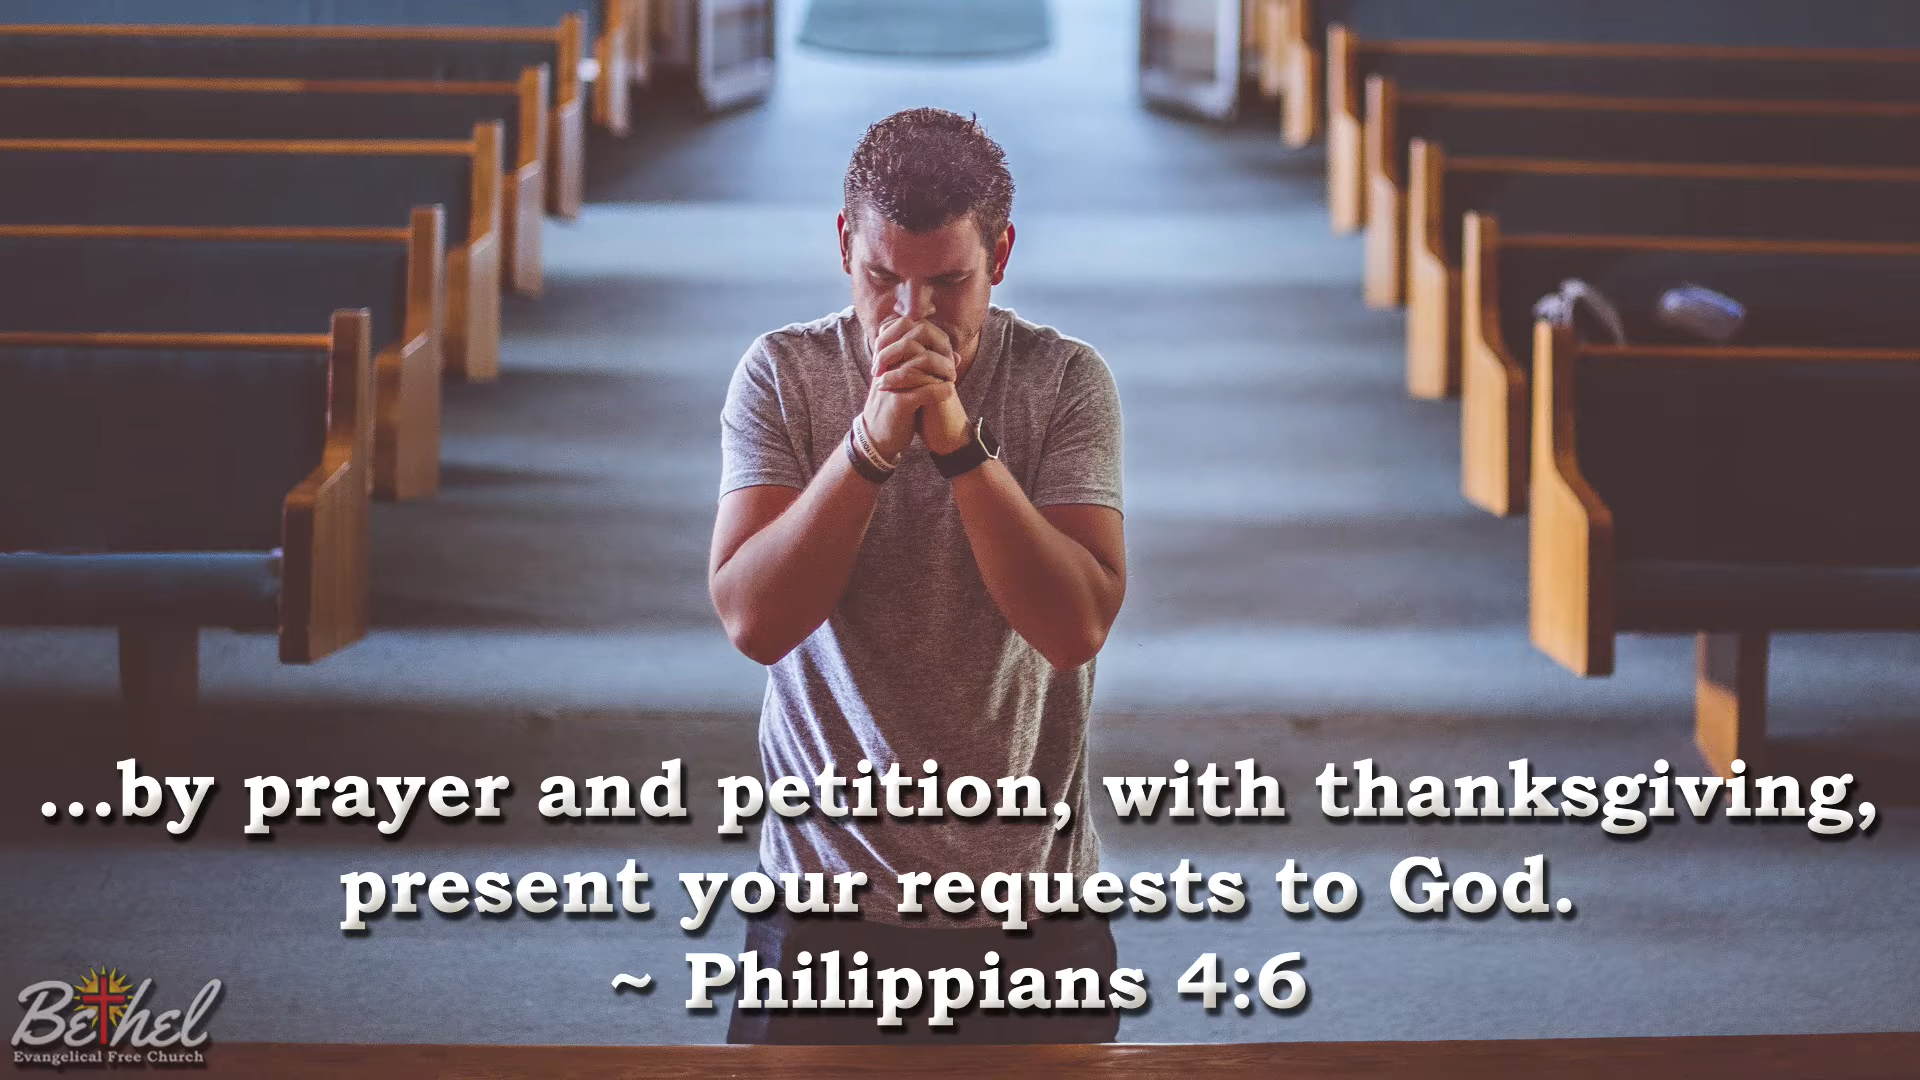 ...by prayer and petition, with thanksgiving,
present your requests to God.
~ Philippians 4:6
Bethel
Evangelical Free Church